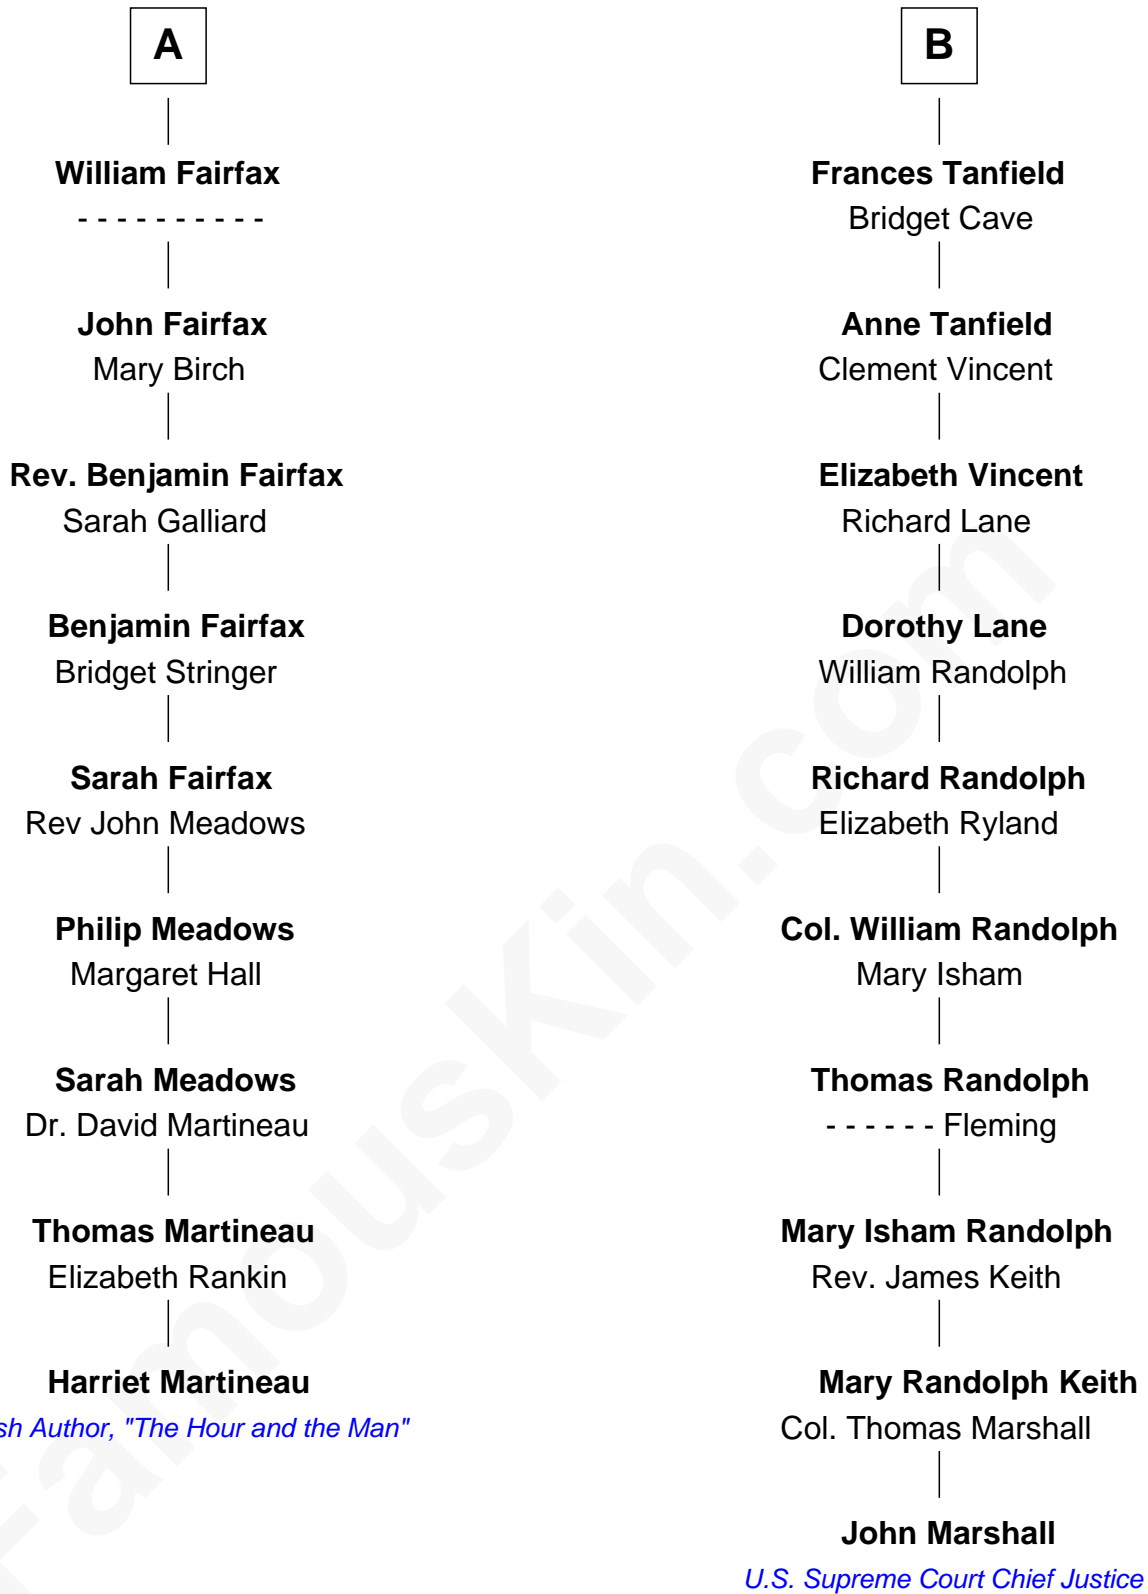 A
William Fairfax
- - - - - - - - - -
John Fairfax
Mary Birch
Rev. Benjamin Fairfax
Sarah Galliard
Benjamin Fairfax
Bridget Stringer
Sarah Fairfax
Rev John Meadows
Philip Meadows
Margaret Hall
Sarah Meadows
Dr. David Martineau
Thomas Martineau
Elizabeth Rankin
Harriet Martineau
sh Author, "The Hour and the Man"
B
Frances Tanfield
Bridget Cave
Anne Tanfield
Clement Vincent
Elizabeth Vincent
Richard Lane
Dorothy Lane
William Randolph
Richard Randolph
Elizabeth Ryland
Col. William Randolph
Mary Isham
Thomas Randolph
- - - - - - Fleming
Mary Isham Randolph
Rev. James Keith
Mary Randolph Keith
Col. Thomas Marshall
John Marshall
U.S. Supreme Court Chief Justice
FamousKin.com